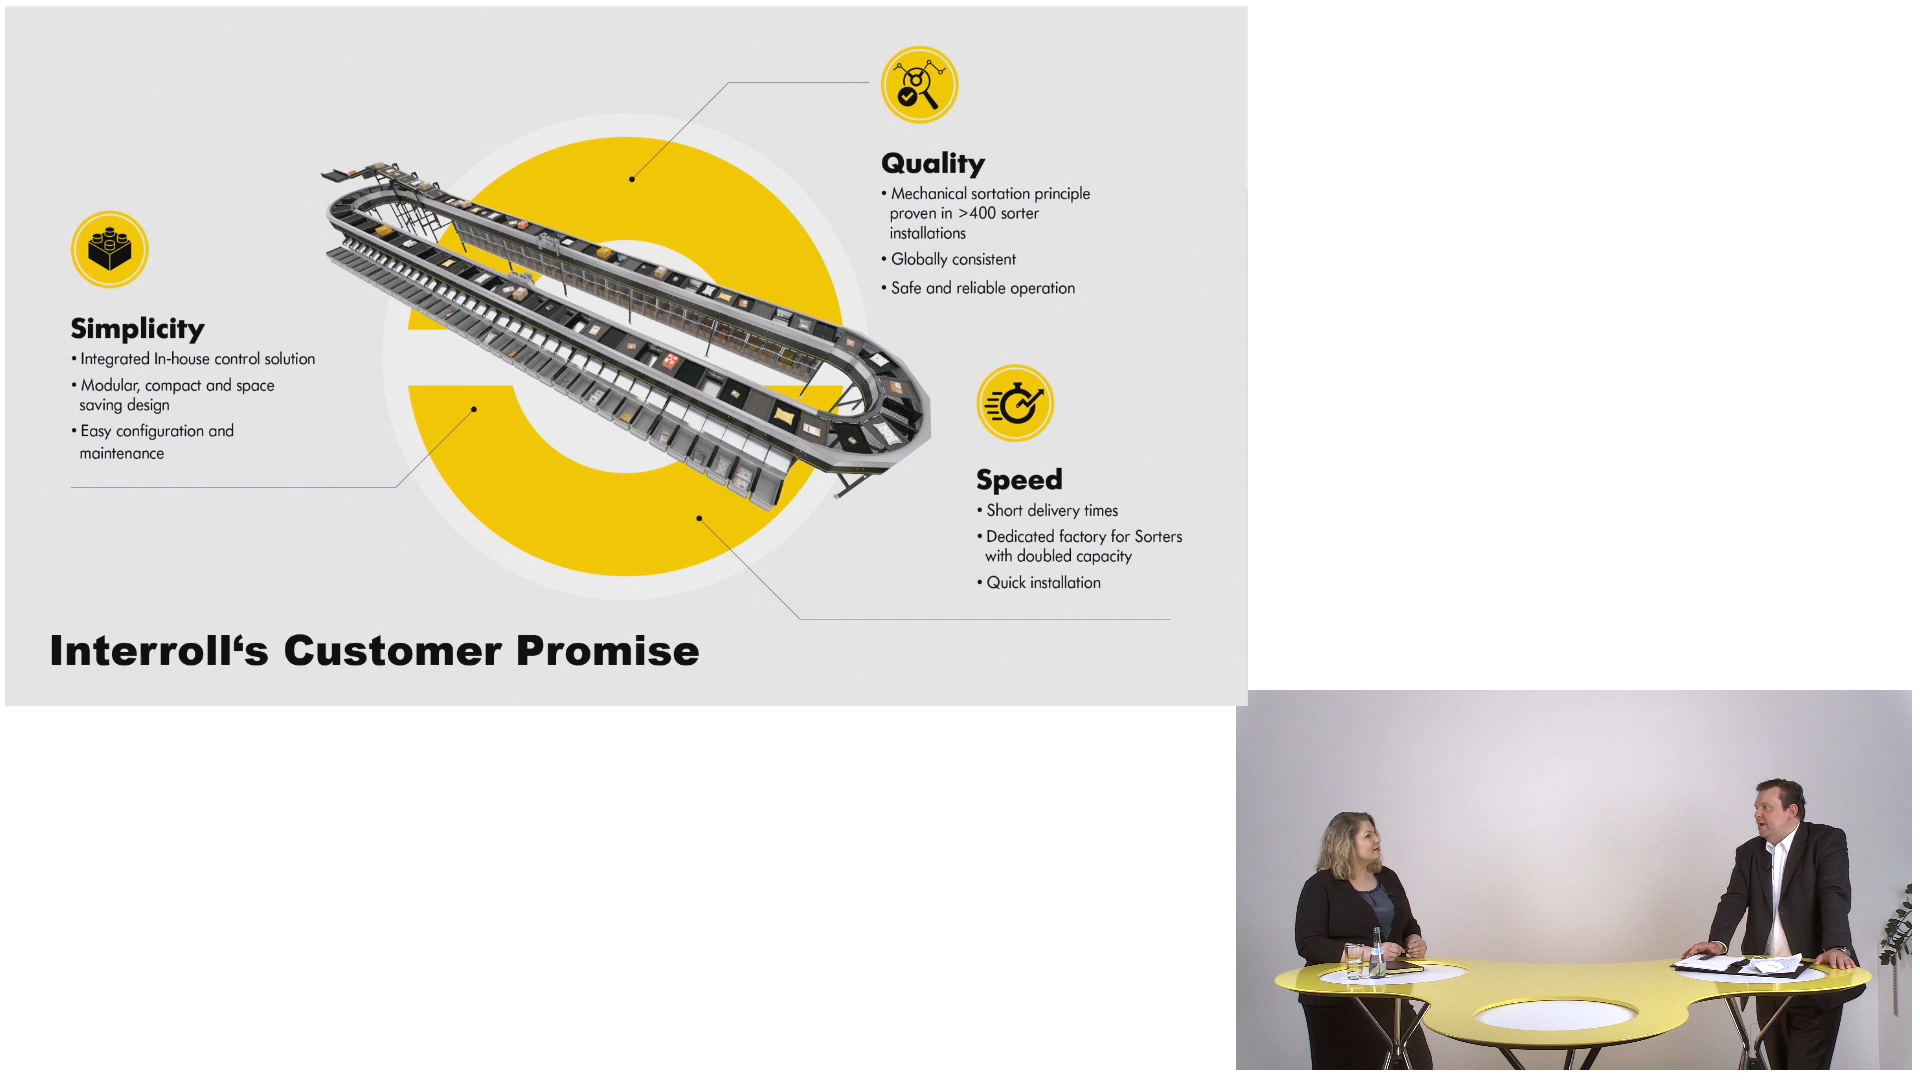 Quality
• Mechanical sortation principle
proven in >400 sorter
installations
• Globally consistent
• Safe and reliable operation
Simplicity
• Integrated In-house control solution
• Modular, compact and space
saving design
• Easy configuration and
maintenance
Speed
• Short delivery times
• Dedicated factory for Sorters
with doubled capacity
• Quick installation
Interroll‘s Customer Promise